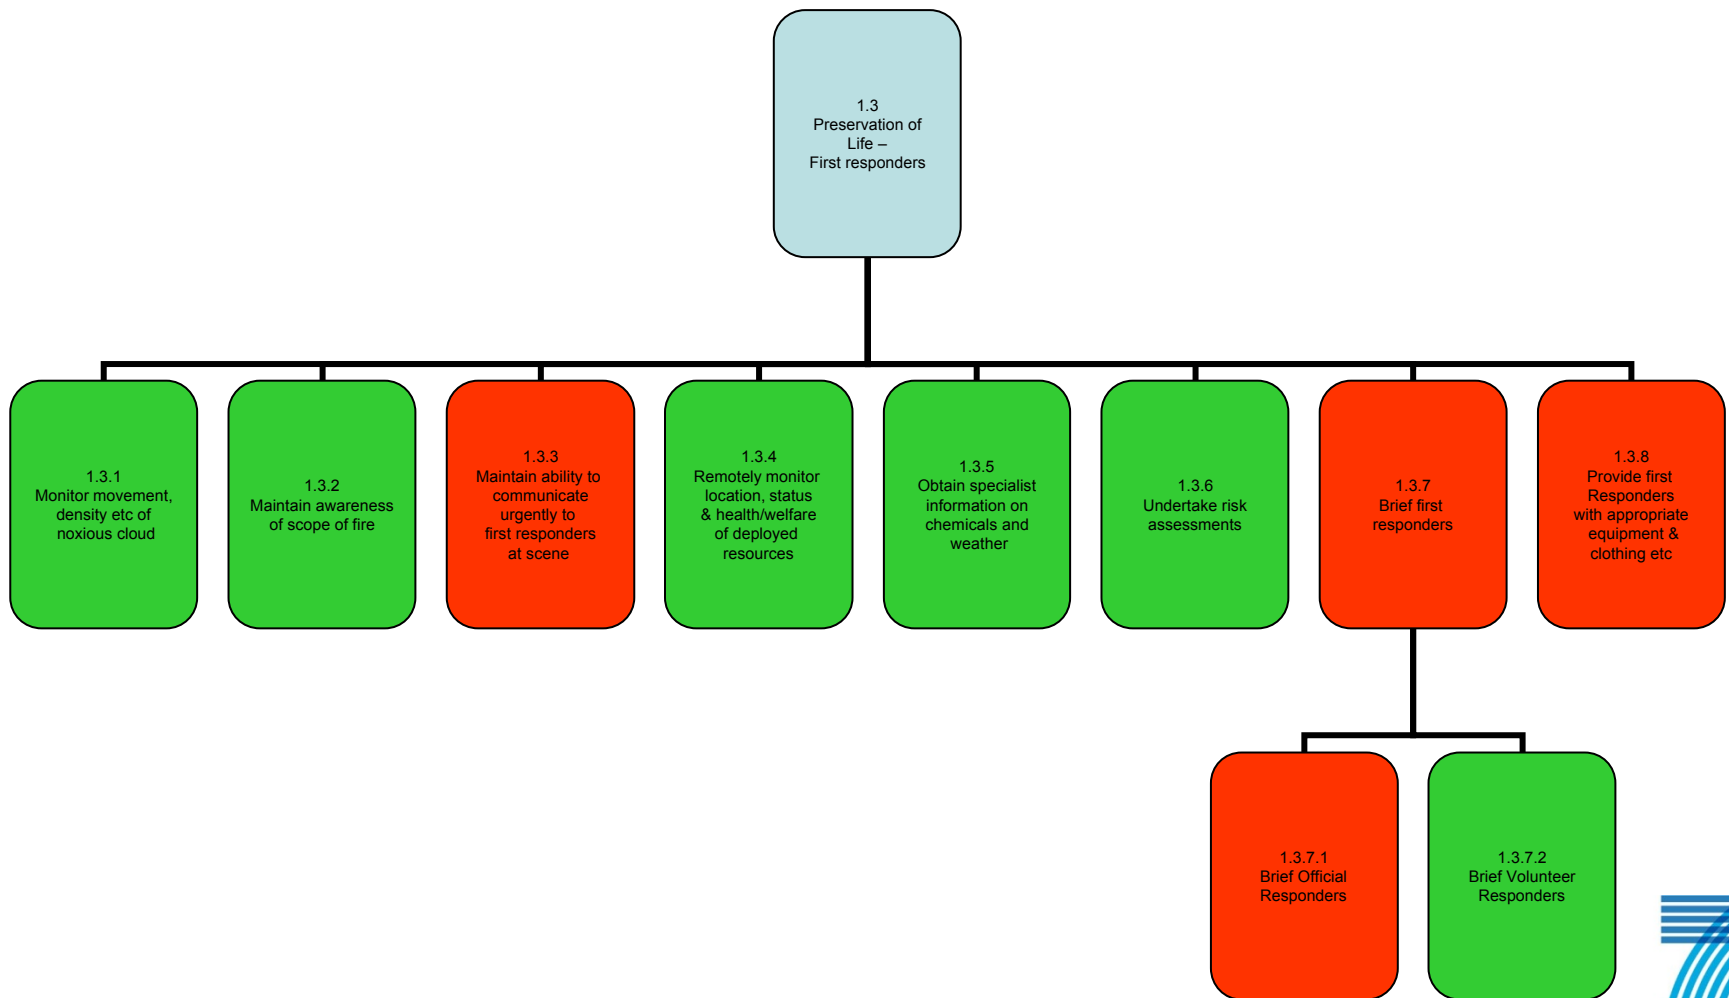 1.3
Preservation of
Life –
First responders
1.3.1
Monitor movement,
density etc of
noxious cloud
1.3.2
Maintain awareness
of scope of fire
1.3.3
Maintain ability to
communicate
urgently to
first responders
at scene
1.3.4
Remotely monitor
location, status
& health/welfare
of deployed
resources
1.3.5
Obtain specialist
information on
chemicals and
weather
1.3.6
Undertake risk
assessments
1.3.7
Brief first
responders
1.3.8
Provide first
Responders
with appropriate
equipment &
clothing etc
1.3.7.1
Brief Official
Responders
1.3.7.2
Brief Volunteer
Responders